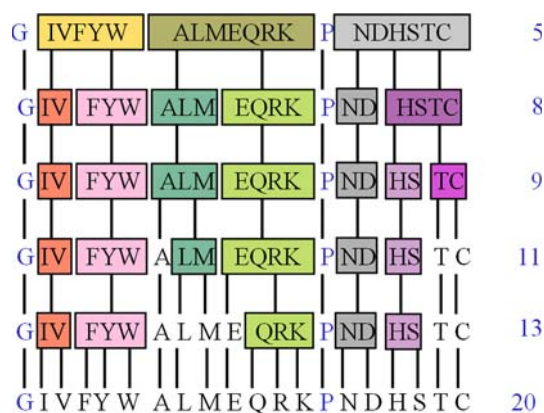 G IVFYW ALMEQRK P NDHSTC 5
G IV FYW ALM EQRK P ND HSTC 8
G IV FYW ALM EQRK P ND HS TC 9
G IV FYW A LM EQRK P ND HS T C 11
G IV FYW A L M E QRK P ND HS T C 13
G I V F Y W A L M E Q R K P N D H S T C 20